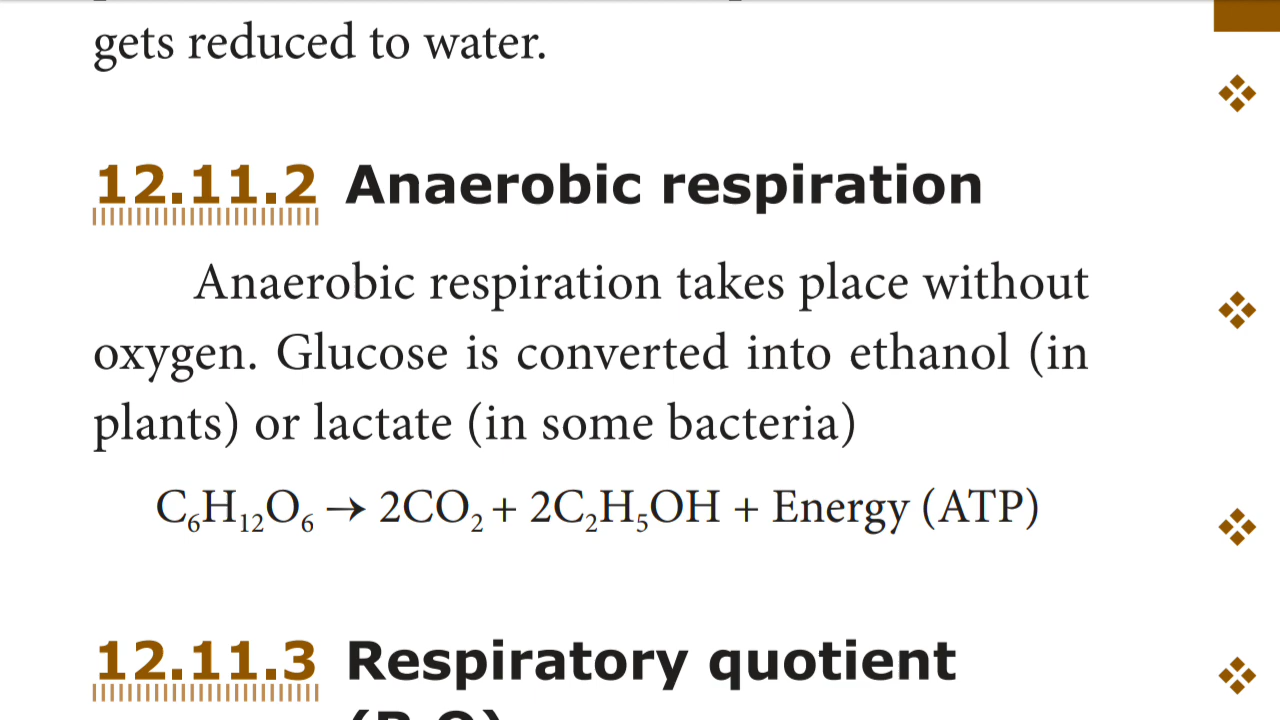 gets reduced to water.
12.11.2 Anaerobic respiration
Anaerobic respiration takes place without
oxygen. Glucose is converted into ethanol (in
plants) or lactate (in some bacteria)
C₆H₁₂O₆ → 2CO₂ + 2C₂H₅OH + Energy (ATP)
12.11.3 Respiratory quotient